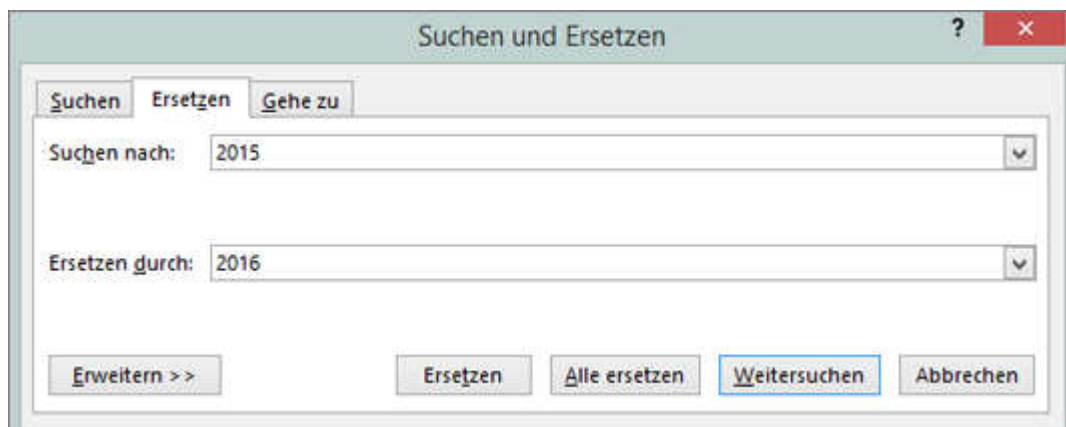 Suchen und Ersetzen ?
Suchen Ersetzen Gehe zu
Suchen nach: 2015
Ersetzen durch: 2016
Erweitern >> Ersetzen Alle ersetzen Weitersuchen Abbrechen